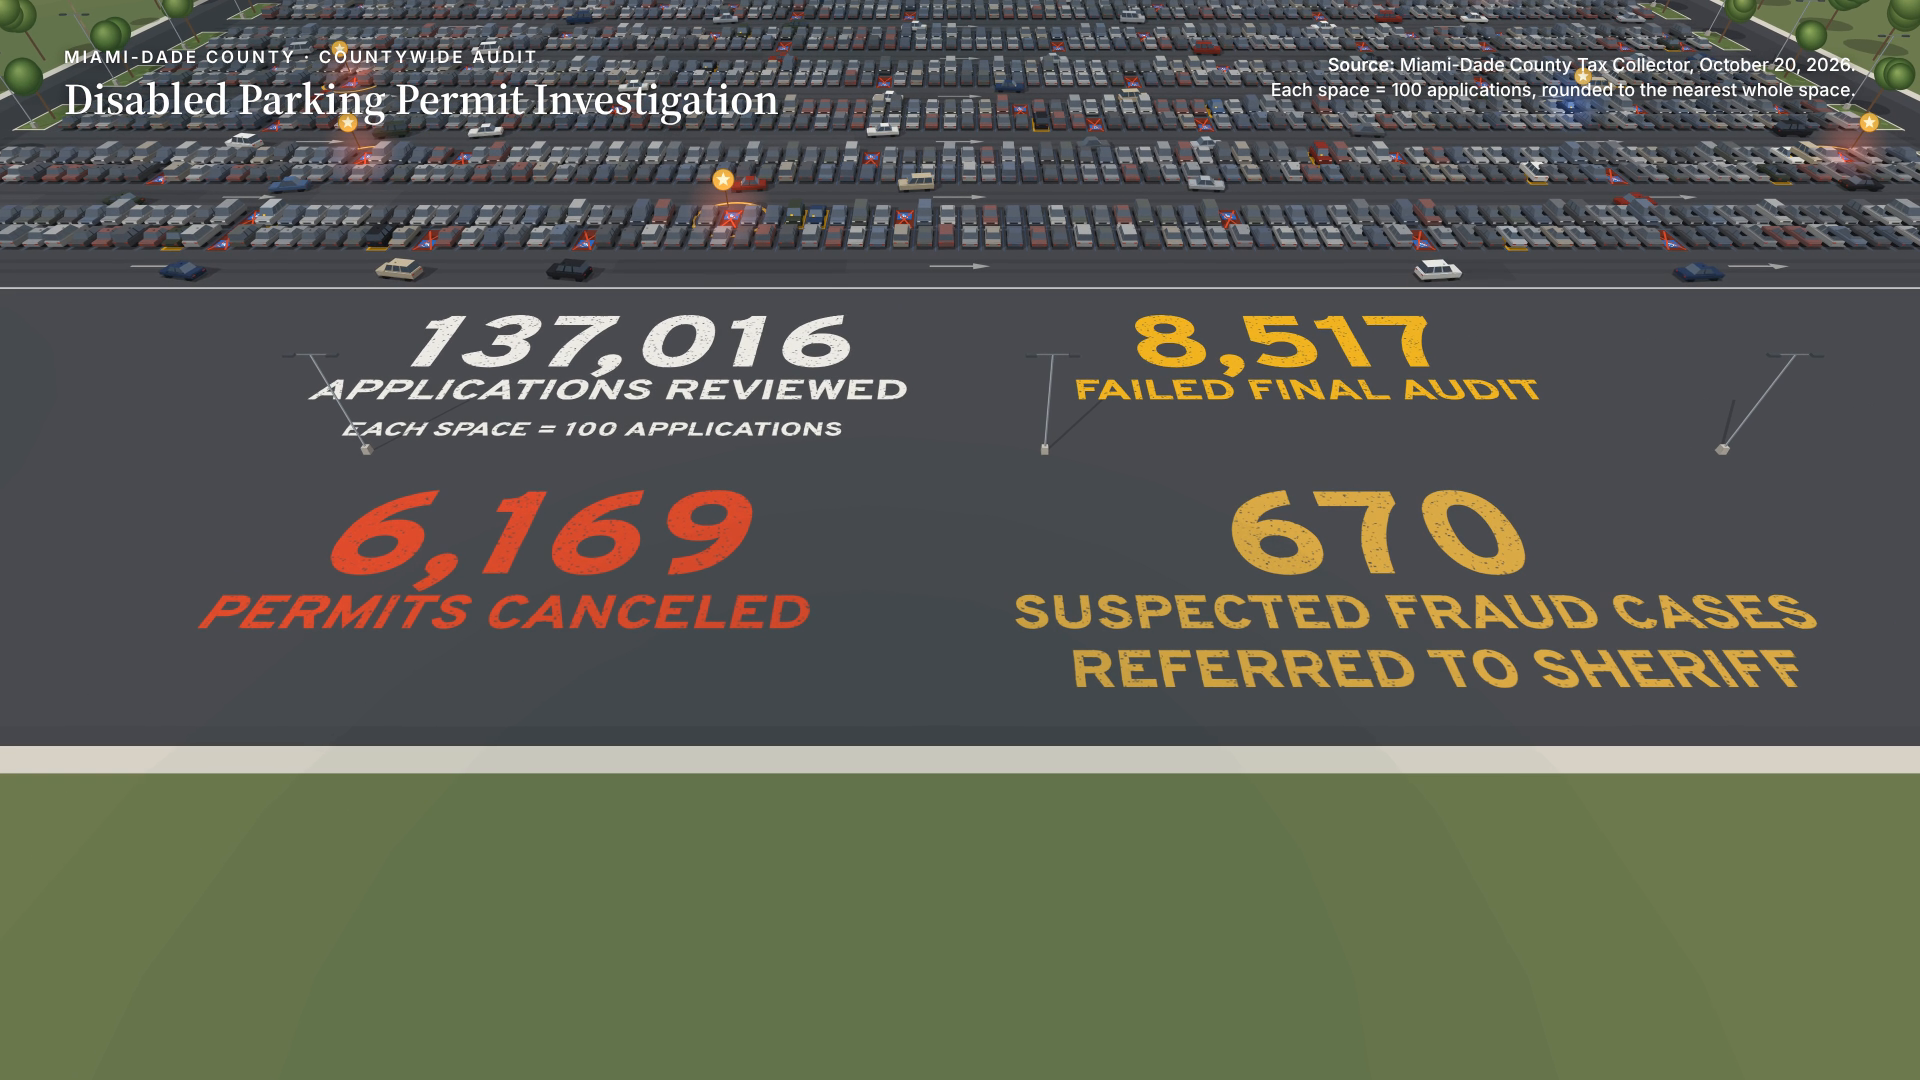 MIAMI-DADE COUNTY · COUNTYWIDE AUDIT
Disabled Parking Permit Investigation
Source: Miami-Dade County Tax Collector, October 20, 2026.
Each space = 100 applications, rounded to the nearest whole space.
137,016
APPLICATIONS REVIEWED
EACH SPACE = 100 APPLICATIONS
8,517
FAILED FINAL AUDIT
6,169
PERMITS CANCELED
670
SUSPECTED FRAUD CASES
REFERRED TO SHERIFF